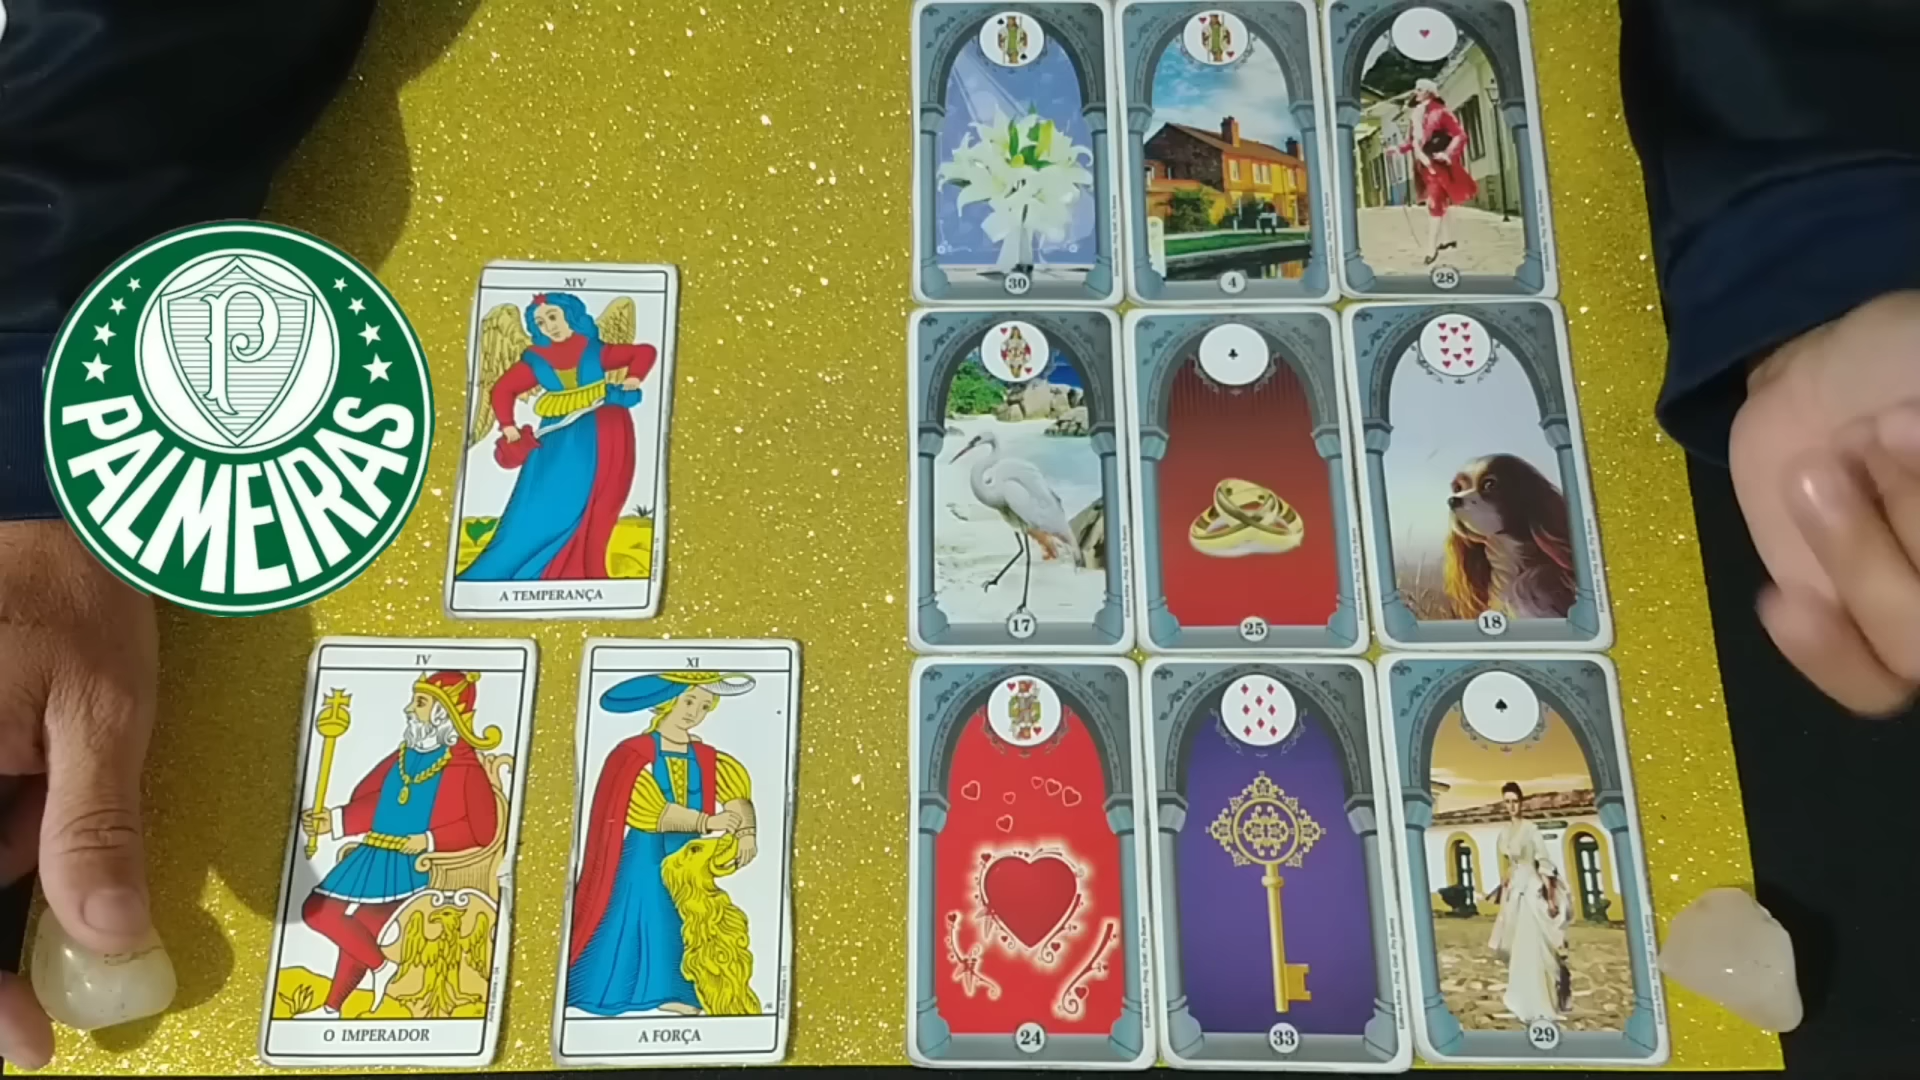 P
PALMEIRAS
XIV
A TEMPERANÇA
IV
O IMPERADOR
XI
A FORÇA
30
4
28
17
25
18
24
33
29